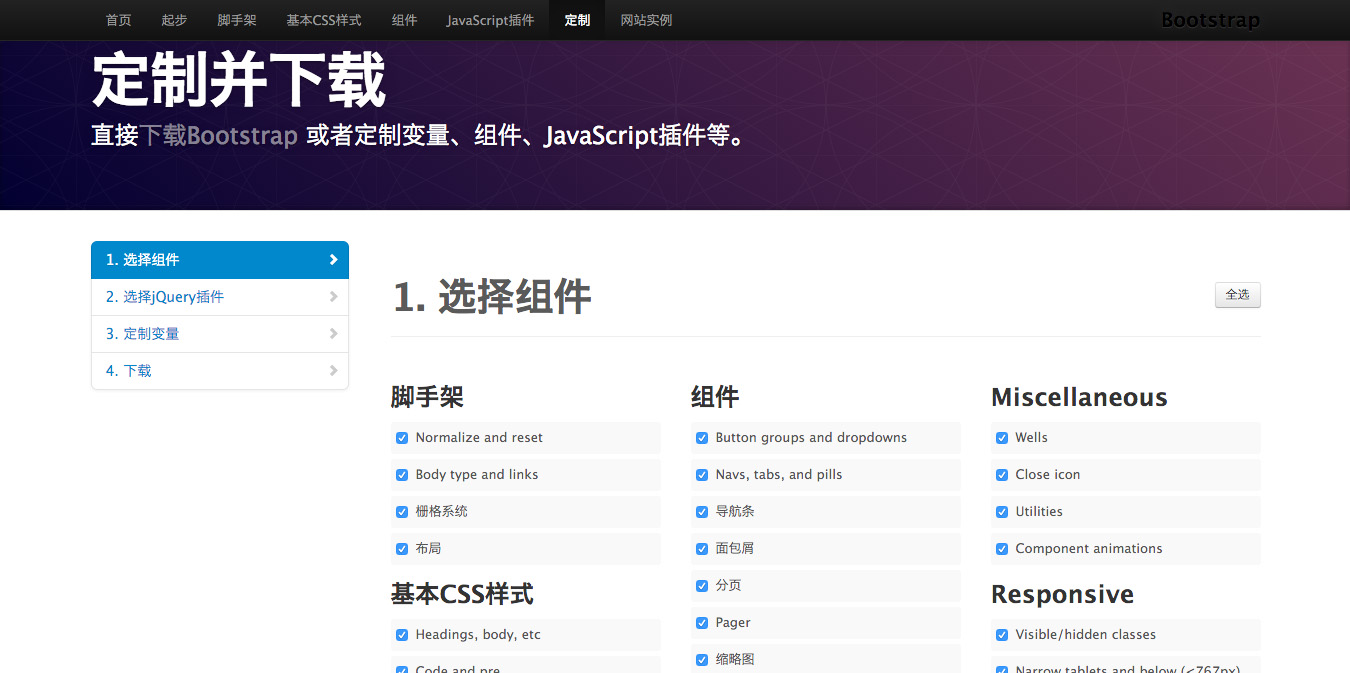 首页 起步 脚手架 基本CSS样式 组件 JavaScript插件 定制 网站实例 Bootstrap
定制并下载
直接下载Bootstrap 或者定制变量、组件、JavaScript插件等。
1. 选择组件
2. 选择jQuery插件
3. 定制变量
4. 下载
1. 选择组件 全选
脚手架
Normalize and reset
Body type and links
栅格系统
布局
基本CSS样式
Headings, body, etc
Code and pre
组件
Button groups and dropdowns
Navs, tabs, and pills
导航条
面包屑
分页
Pager
缩略图
Miscellaneous
Wells
Close icon
Utilities
Component animations
Responsive
Visible/hidden classes
Narrow tablets and below (<767px)